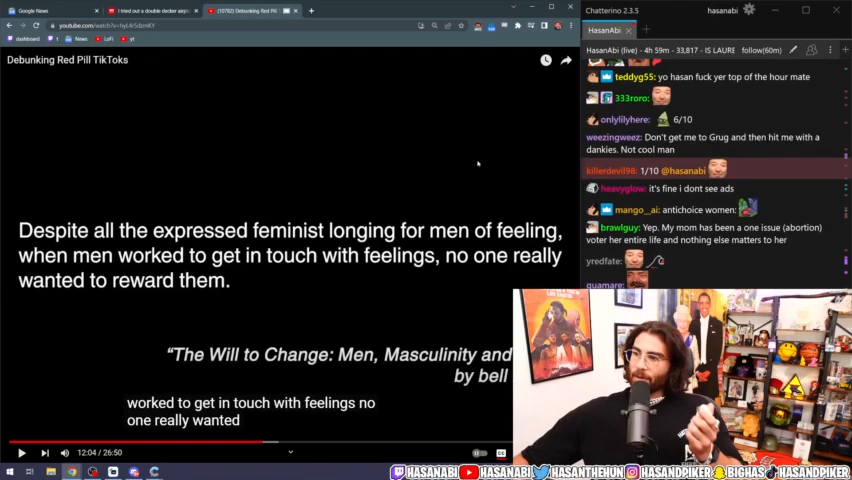 Google News
I tried out a double decker airpl
(10782) Debunking Red Pill
youtube.com/watch?v=hyL4r5dzmKY
dashboard
1
News
LoFi
yt
Debunking Red Pill TikToks
Despite all the expressed feminist longing for men of feeling,
when men worked to get in touch with feelings, no one really
wanted to reward them.
“The Will to Change: Men, Masculinity and
by bell
worked to get in touch with feelings no
one really wanted
12:04 / 26:50
Chatterino 2.3.5
hasanabi
HasanAbi
HasanAbi (live) - 4h 59m - 33,817 - IS LAURE
follow(60m)
teddyg55: yo hasan fuck yer top of the hour mate
333roro:
onlylilyhere: 6/10
weezingweez: Don't get me to Grug and then hit me with a
dankies. Not cool man
killerdevil98: 1/10 @hasanabi
heavyglow: it's fine i dont see ads
mango__ai: antichoice women:
brawlguy: Yep. My mom has been a one issue (abortion)
voter her entire life and nothing else matters to her
yredfate:
quamare:
HASANABI HASANABI HASANTHEHUN HASANDPIKER BIGHAS HASANDPIKER